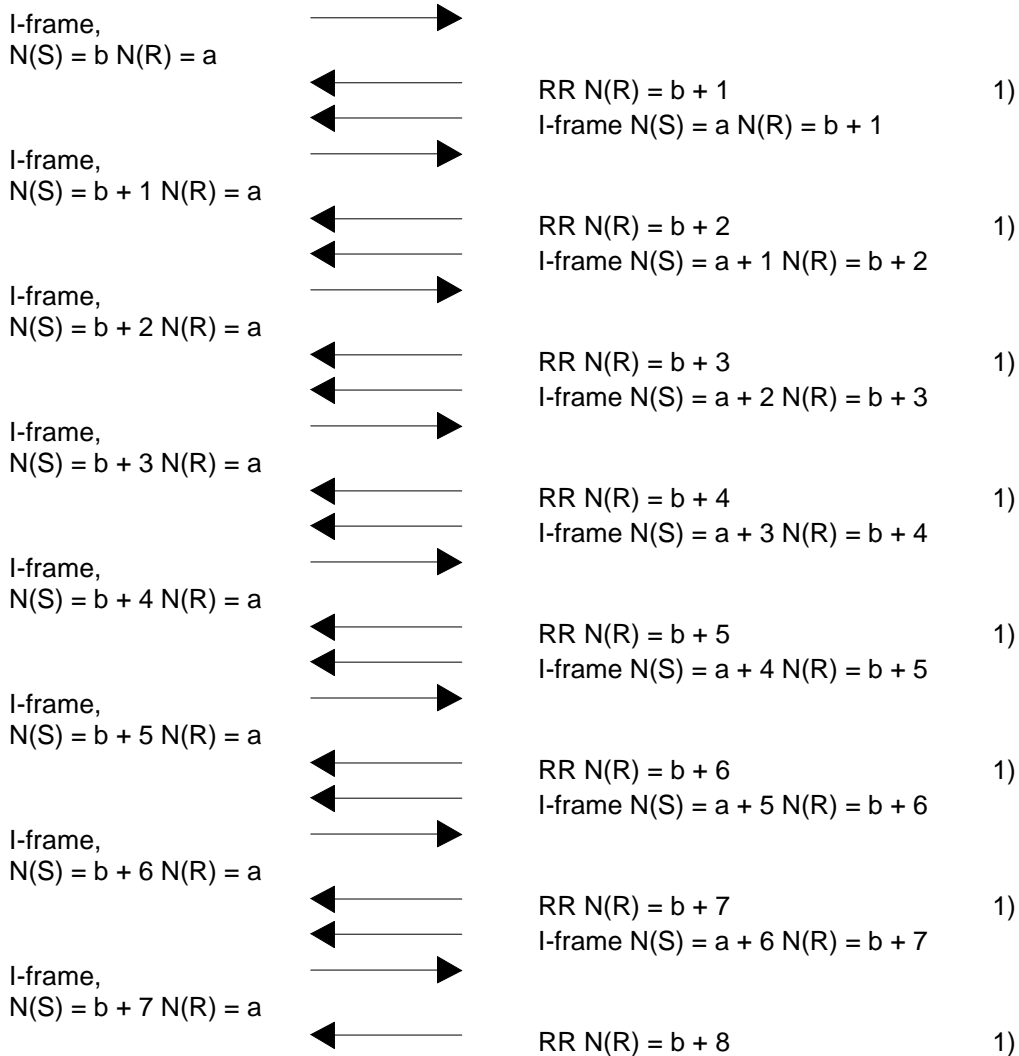 I-frame,
N(S) = b N(R) = a
RR N(R) = b + 1 1)
I-frame N(S) = a N(R) = b + 1
I-frame,
N(S) = b + 1 N(R) = a
RR N(R) = b + 2 1)
I-frame N(S) = a + 1 N(R) = b + 2
I-frame,
N(S) = b + 2 N(R) = a
RR N(R) = b + 3 1)
I-frame N(S) = a + 2 N(R) = b + 3
I-frame,
N(S) = b + 3 N(R) = a
RR N(R) = b + 4 1)
I-frame N(S) = a + 3 N(R) = b + 4
I-frame,
N(S) = b + 4 N(R) = a
RR N(R) = b + 5 1)
I-frame N(S) = a + 4 N(R) = b + 5
I-frame,
N(S) = b + 5 N(R) = a
RR N(R) = b + 6 1)
I-frame N(S) = a + 5 N(R) = b + 6
I-frame,
N(S) = b + 6 N(R) = a
RR N(R) = b + 7 1)
I-frame N(S) = a + 6 N(R) = b + 7
I-frame,
N(S) = b + 7 N(R) = a
RR N(R) = b + 8 1)